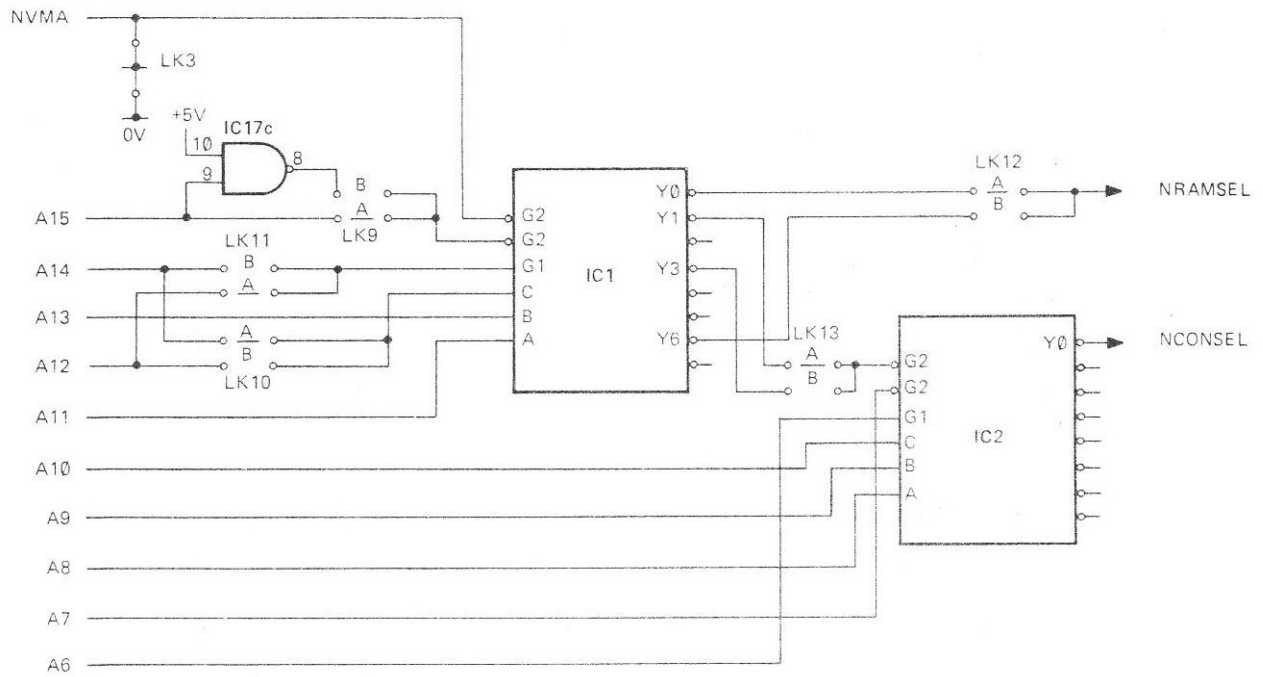 NVMA
LK3
0V
+5V
IC17c
10
9
8
B
A
LK9
A15
LK11
B
A
A14
A13
A
B
LK10
A12
A11
A10
A9
A8
A7
A6
G2
G2
G1
C
B
A
IC1
Y0
Y1
Y3
Y6
LK12
A
B
NRAMSEL
LK13
A
B
G2
G2
G1
C
B
A
IC2
Y0
NCONSEL